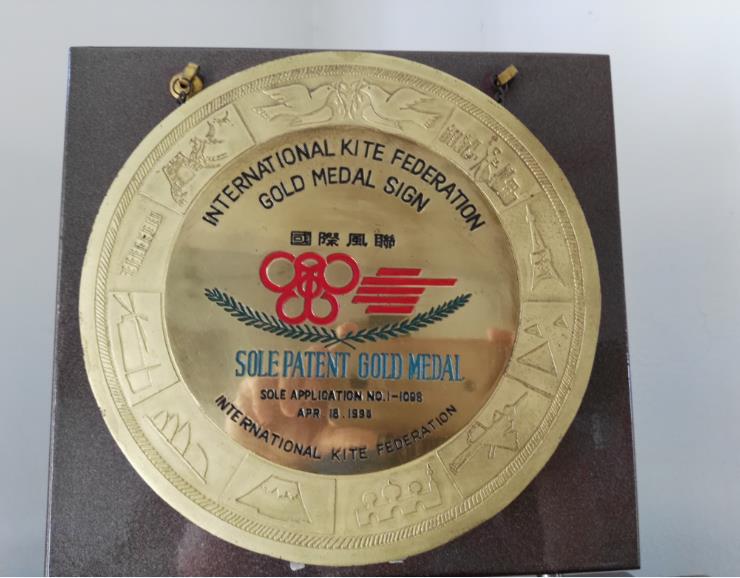 INTERNATIONAL KITE FEDERATION
GOLD MEDAL SIGN
國際風聯
SOLE PATENT GOLD MEDAL
SOLE APPLICATION NO.1-1098
APR. 18. 1998
INTERNATIONAL KITE FEDERATION